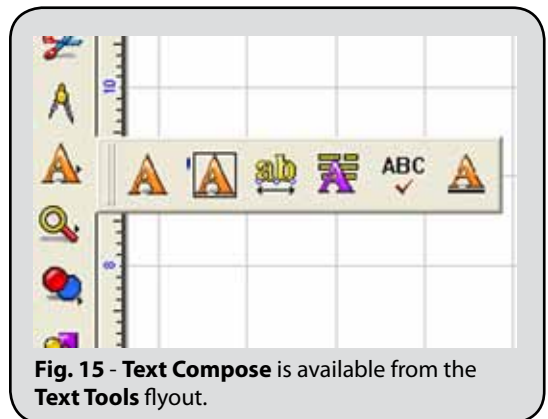 10
A A ab A ABC A
8
Fig. 15 - Text Compose is available from the
Text Tools flyout.